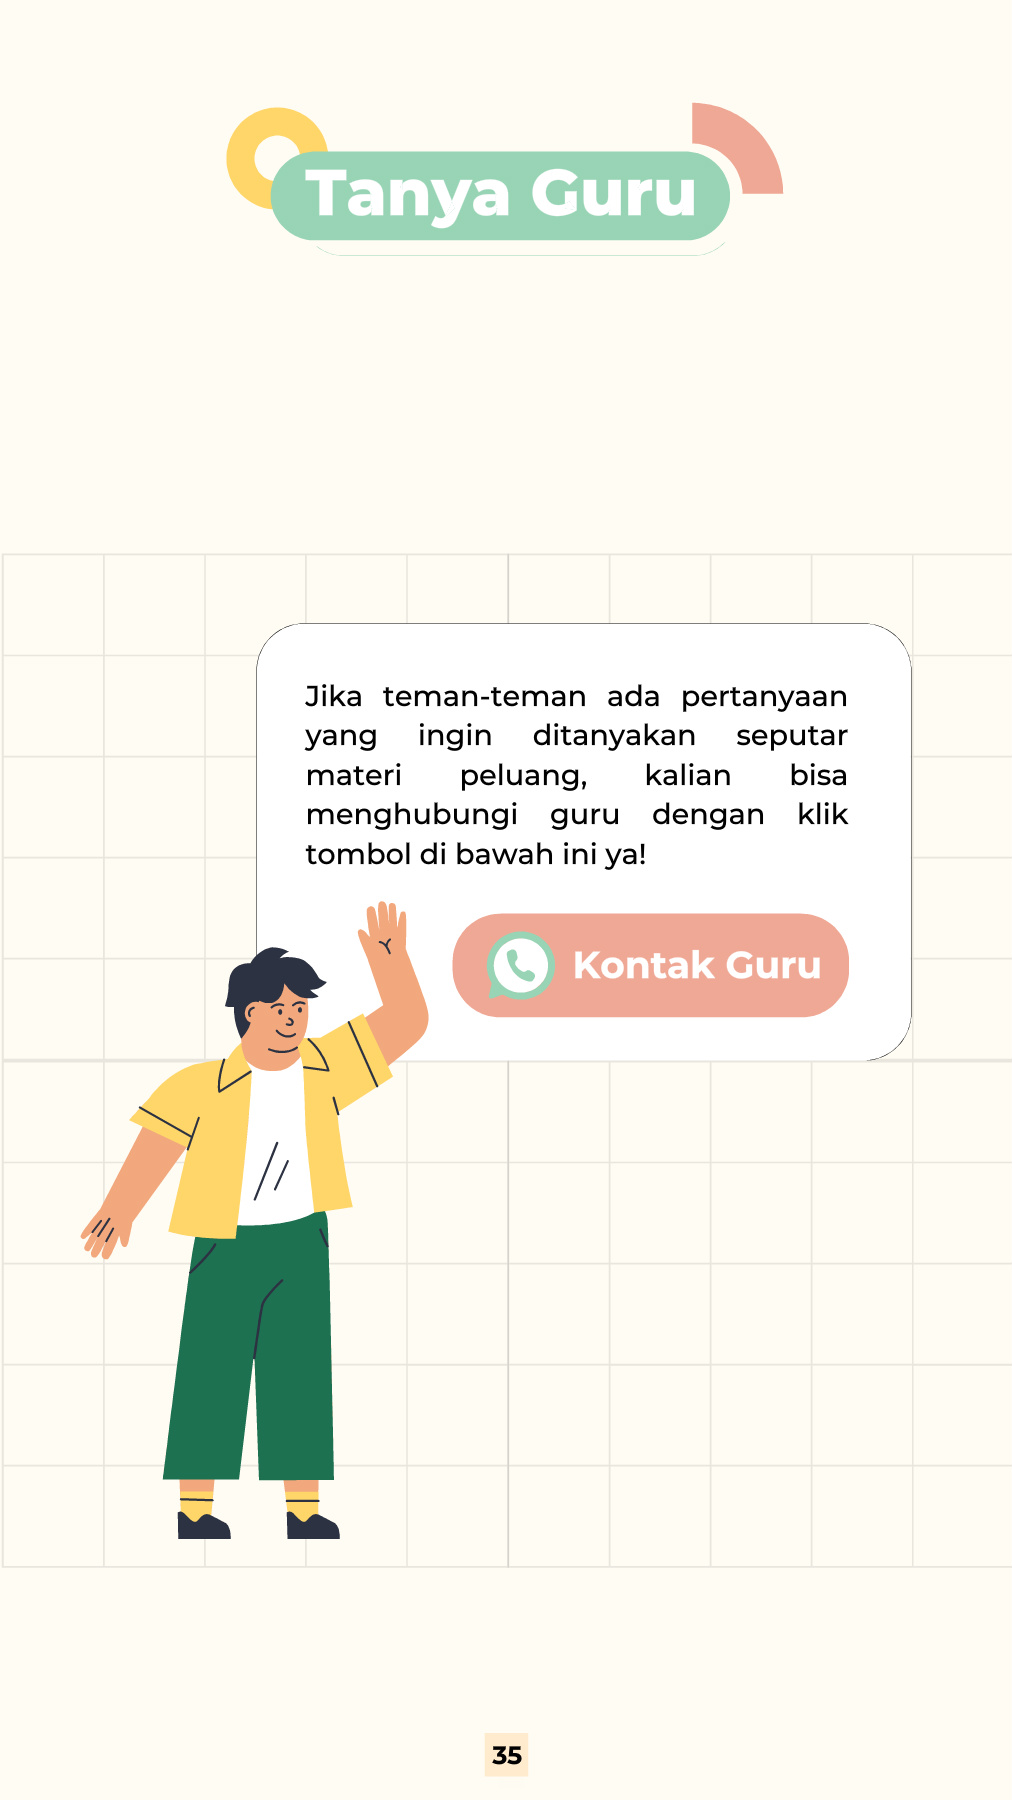 Tanya Guru
Jika teman-teman ada pertanyaan
yang ingin ditanyakan seputar
materi peluang, kalian bisa
menghubungi guru dengan klik
tombol di bawah ini ya!
Kontak Guru
35